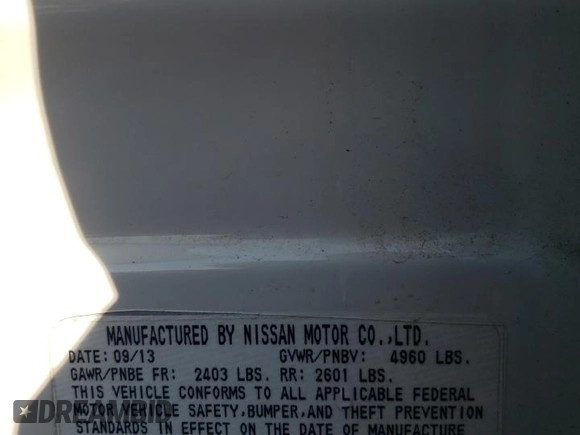 MANUFACTURED BY NISSAN MOTOR CO.,LTD.
DATE: 09/13 GVWR/PNBV: 4960 LBS.
GAWR/PNBE FR: 2403 LBS. RR: 2601 LBS.
THIS VEHICLE CONFORMS TO ALL APPLICABLE FEDERAL
MOTOR VEHICLE SAFETY,BUMPER,AND THEFT PREVENTION
STANDARDS IN EFFECT ON THE DATE OF MANUFACTURE
DREAMBID